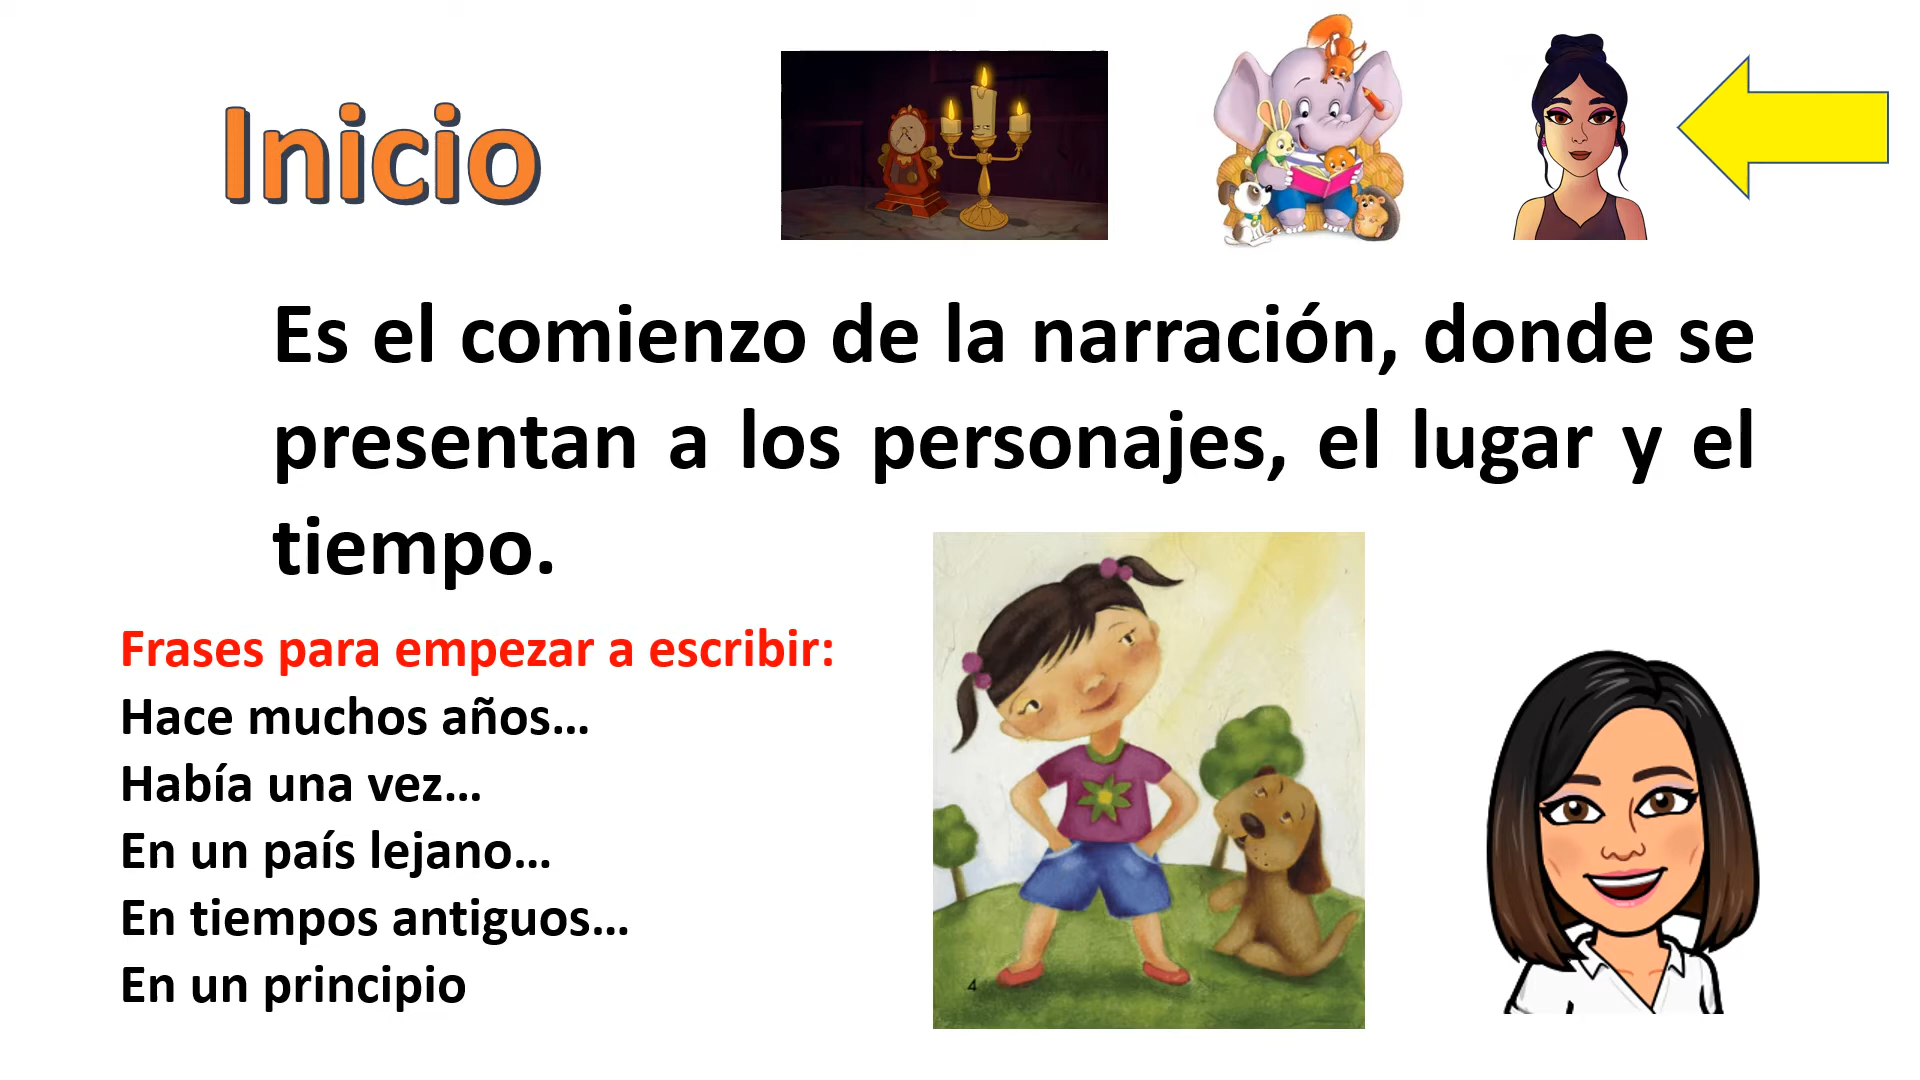 Inicio
Es el comienzo de la narración, donde se
presentan a los personajes, el lugar y el
tiempo.
Frases para empezar a escribir:
Hace muchos años…
Había una vez…
En un país lejano…
En tiempos antiguos…
En un principio
4